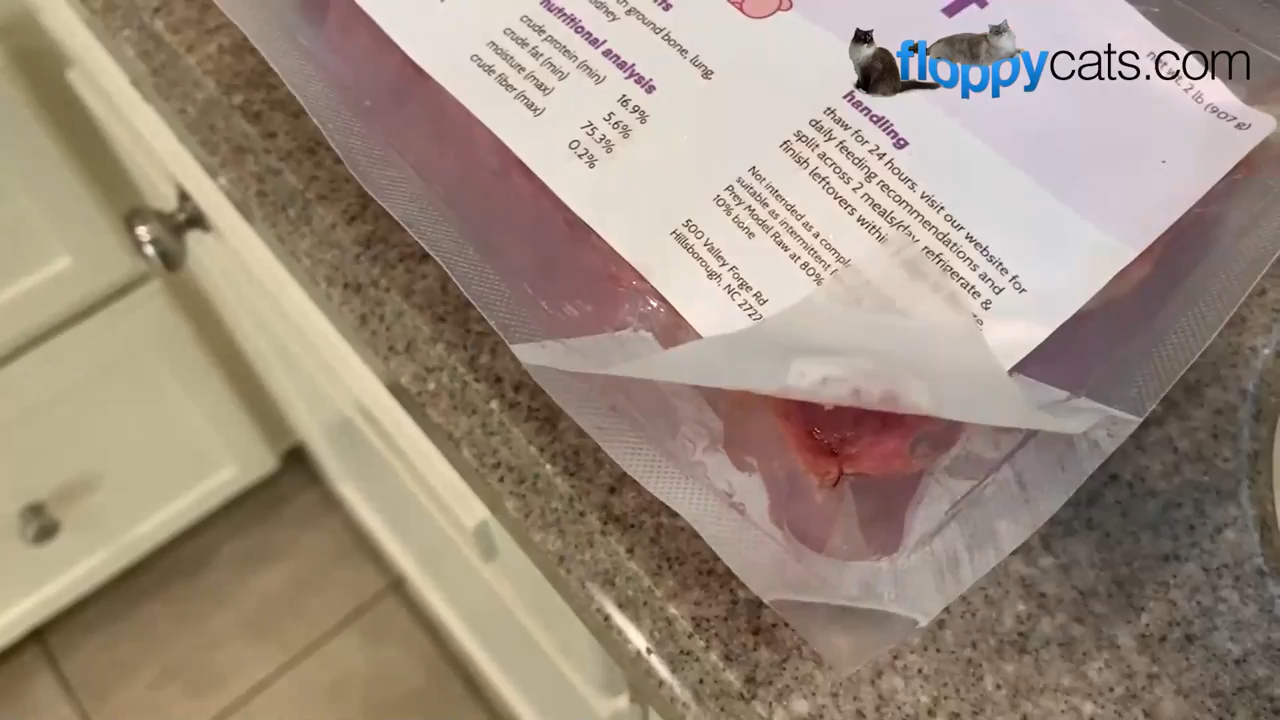 floppycats.com
net wt. 2 lb (907 g)
ground bone, lung,
nutritional analysis
crude protein (min) 16.9%
crude fat (min) 5.6%
moisture (max) 75.3%
crude fiber (max) 0.2%
handling
thaw for 24 hours. visit our website for
daily feeding recommendations and
split across 2 meals/day. refrigerate &
finish leftovers within
Not intended as a
suitable as intermittent
Prey Model Raw at 80%
10% bone
500 Valley Forge Rd
Hillsborough, NC